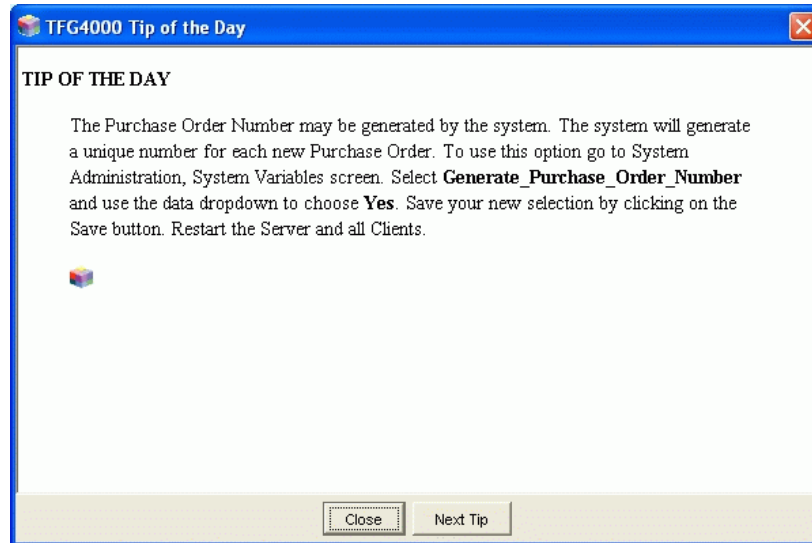 TFG4000 Tip of the Day
TIP OF THE DAY
The Purchase Order Number may be generated by the system. The system will generate
a unique number for each new Purchase Order. To use this option go to System
Administration, System Variables screen. Select Generate_Purchase_Order_Number
and use the data dropdown to choose Yes. Save your new selection by clicking on the
Save button. Restart the Server and all Clients.
Close
Next Tip